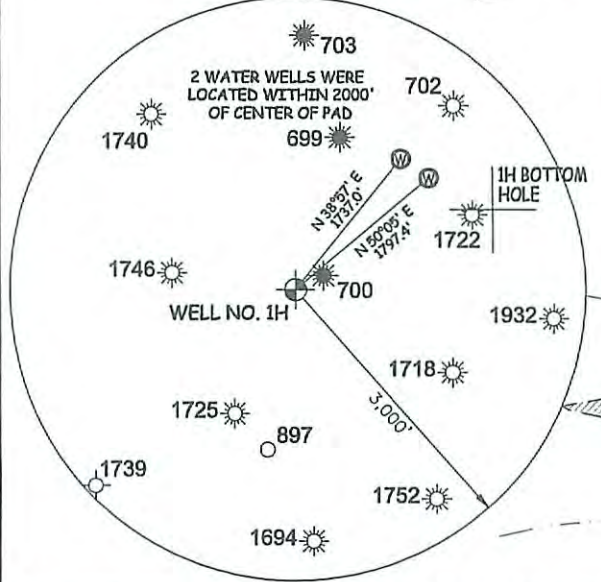 703
2 WATER WELLS WERE
LOCATED WITHIN 2000'
OF CENTER OF PAD
702
1740
699
W
W
N 38°57' E
1737.0'
N 50°05' E
1797.4'
1H BOTTOM
HOLE
1722
1746
700
WELL NO. 1H
1932
1718
3,000'
1725
897
1739
1752
1694